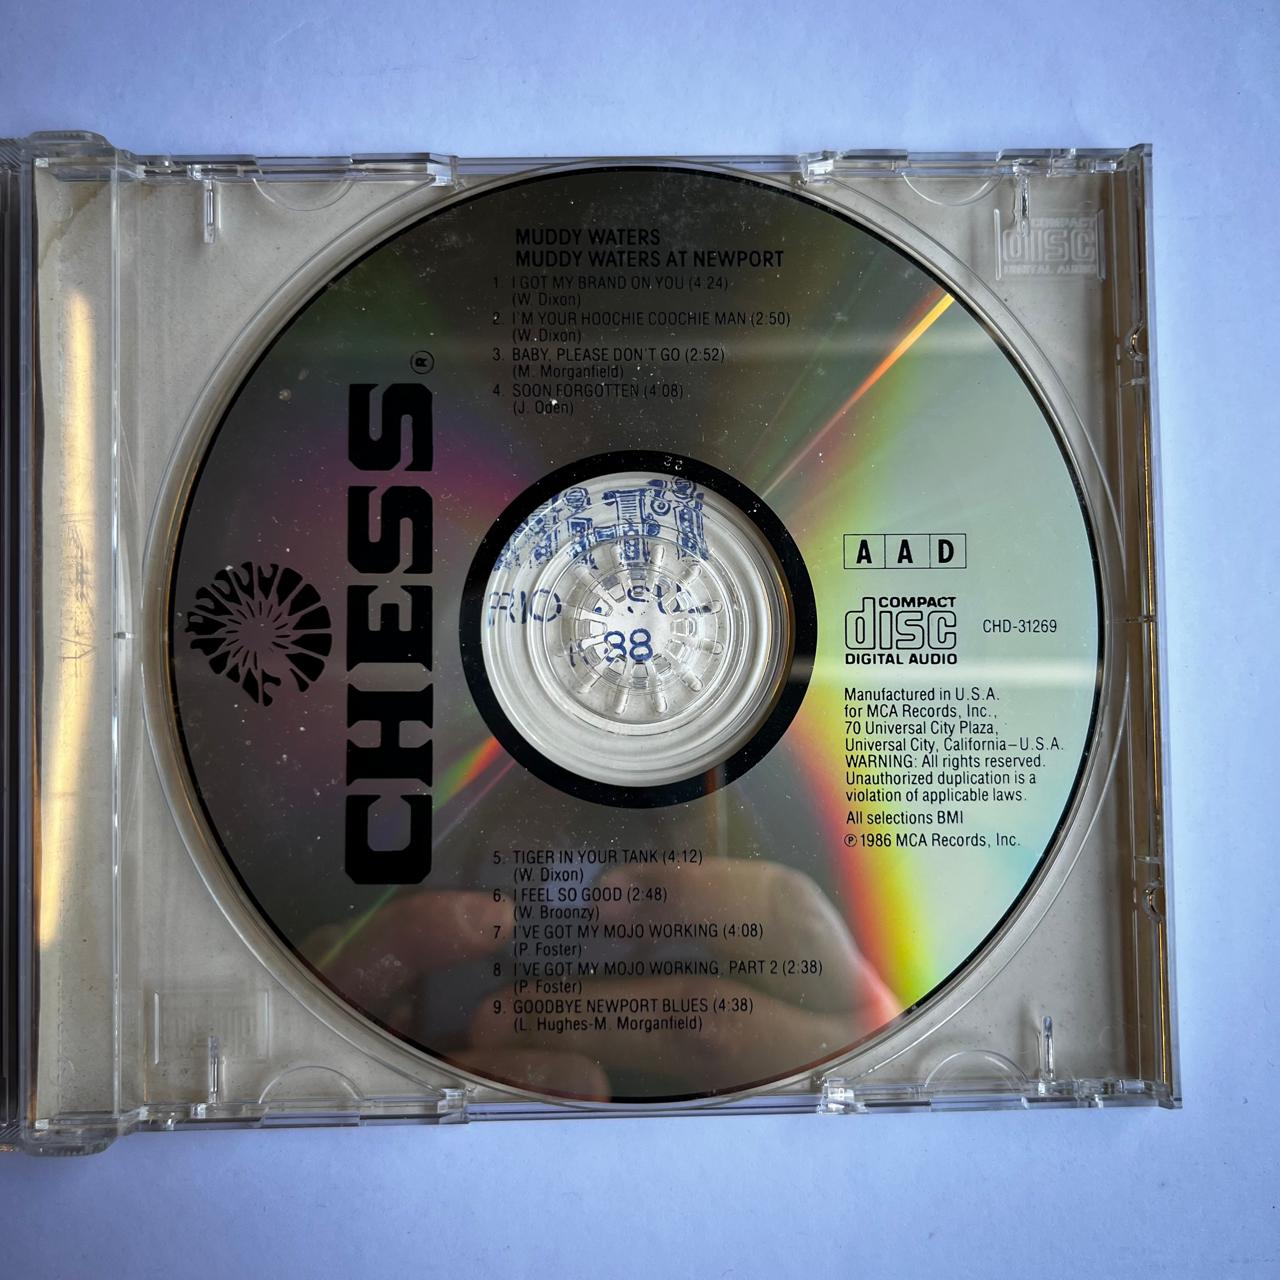 MUDDY WATERS
MUDDY WATERS AT NEWPORT
1. I GOT MY BRAND ON YOU (4:24)
(W. Dixon)
2. I'M YOUR HOOCHIE COOCHIE MAN (2:50)
(W. Dixon)
3. BABY, PLEASE DON'T GO (2:52)
(M. Morganfield)
4. SOON FORGOTTEN (4:08)
(J. Oden)
CHESS®
88
AAD
COMPACT
disc
DIGITAL AUDIO
CHD-31269
Manufactured in U.S.A.
for MCA Records, Inc.,
70 Universal City Plaza,
Universal City, California–U.S.A.
WARNING: All rights reserved.
Unauthorized duplication is a
violation of applicable laws.
All selections BMI
℗ 1986 MCA Records, Inc.
5. TIGER IN YOUR TANK (4:12)
(W. Dixon)
6. I FEEL SO GOOD (2:48)
(W. Broonzy)
7. I'VE GOT MY MOJO WORKING (4:08)
(P. Foster)
8 I'VE GOT MY MOJO WORKING, PART 2 (2:38)
(P. Foster)
9. GOODBYE NEWPORT BLUES (4:38)
(L. Hughes-M. Morganfield)
COMPACT
disc
DIGITAL AUDIO